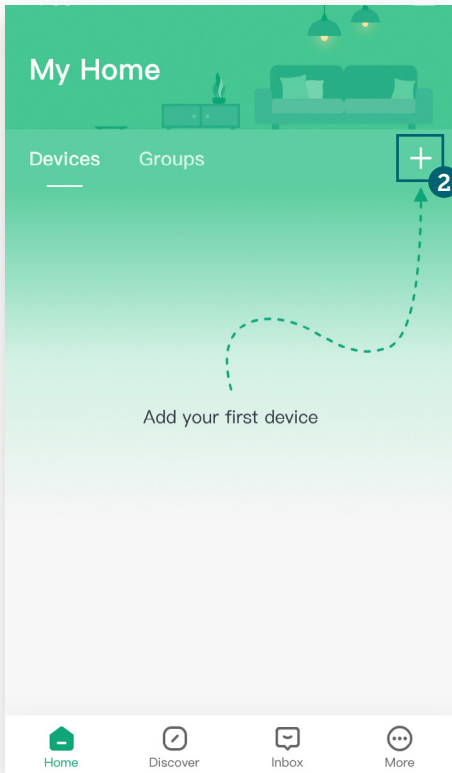 My Home
Devices Groups
2
Add your first device
Home Discover Inbox More